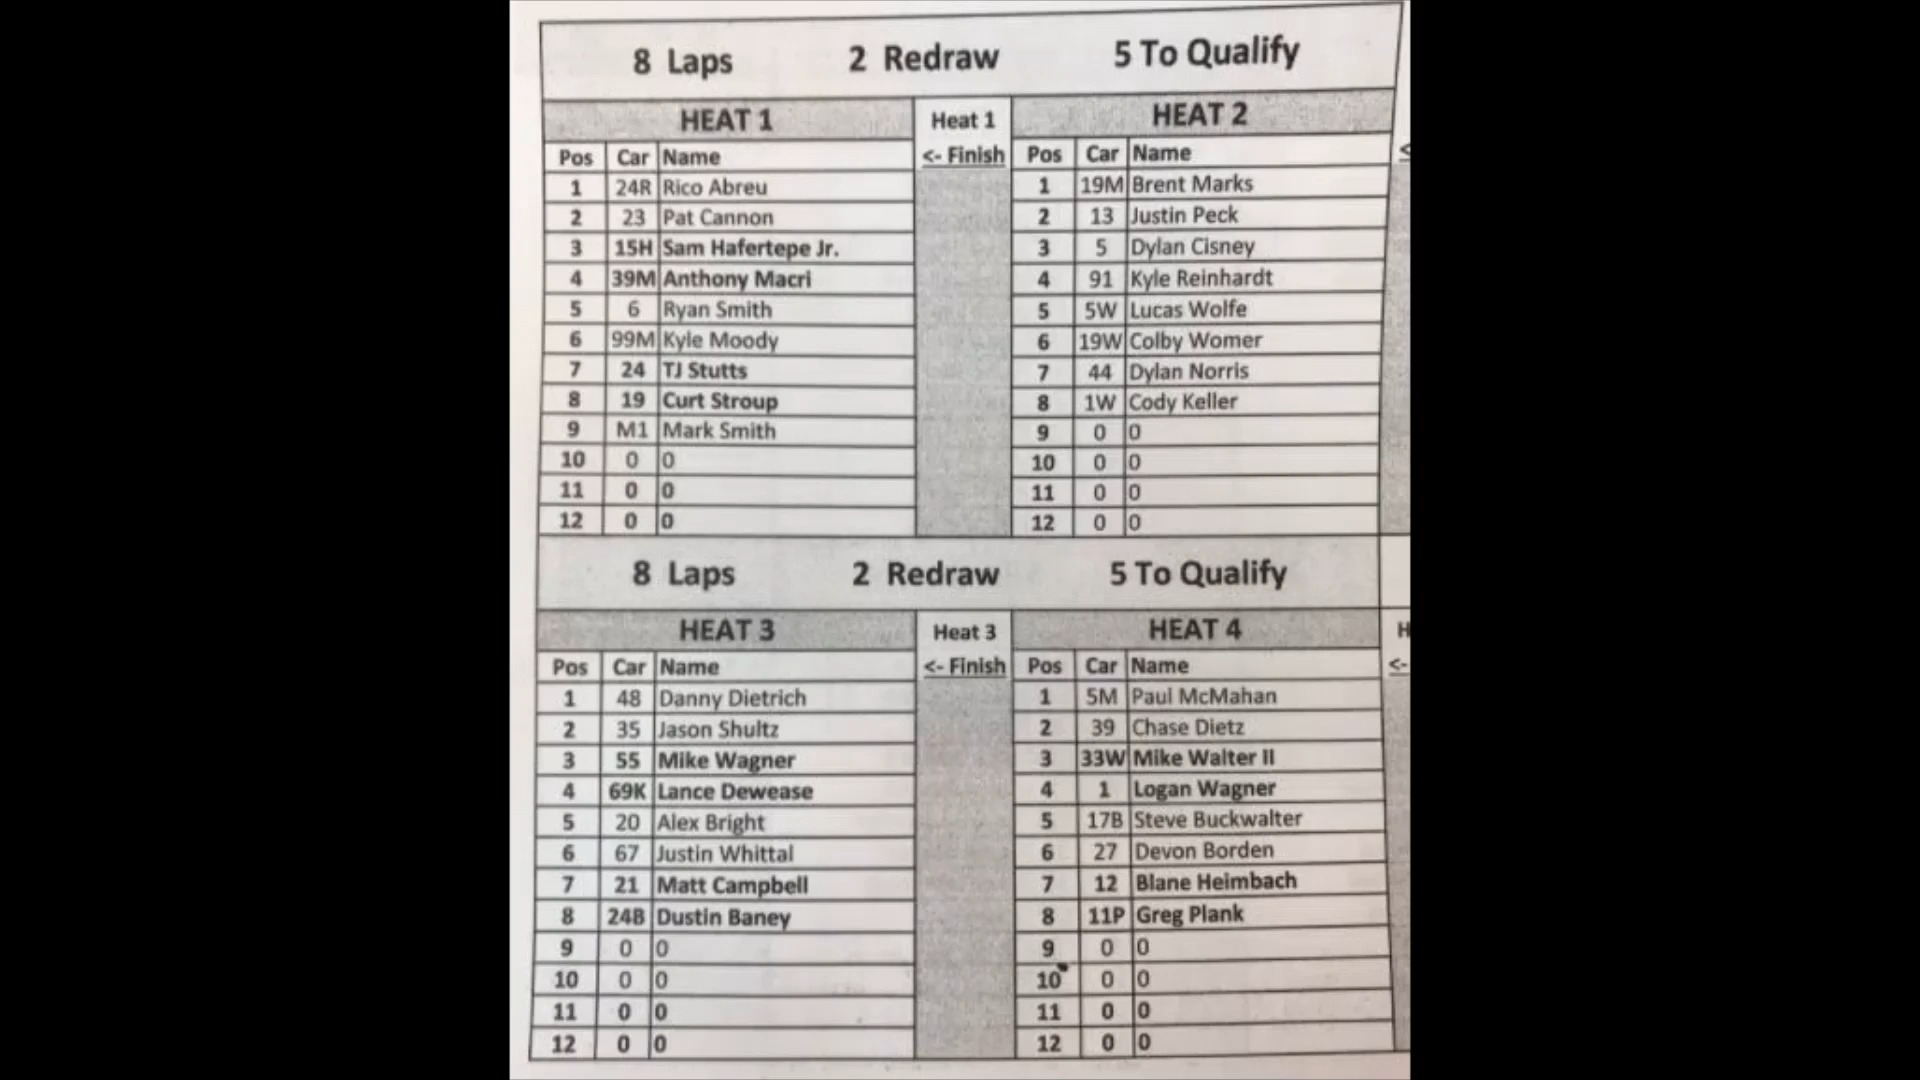 8 Laps 2 Redraw 5 To Qualify
HEAT 1 Heat 1 HEAT 2
Pos Car Name <- Finish Pos Car Name <
1 24R Rico Abreu 1 19M Brent Marks
2 23 Pat Cannon 2 13 Justin Peck
3 15H Sam Hafertepe Jr. 3 5 Dylan Cisney
4 39M Anthony Macri 4 91 Kyle Reinhardt
5 6 Ryan Smith 5 5W Lucas Wolfe
6 99M Kyle Moody 6 19W Colby Womer
7 24 TJ Stutts 7 44 Dylan Norris
8 19 Curt Stroup 8 1W Cody Keller
9 M1 Mark Smith 9 0 0
10 0 0 10 0 0
11 0 0 11 0 0
12 0 0 12 0 0
8 Laps 2 Redraw 5 To Qualify
HEAT 3 Heat 3 HEAT 4 H
Pos Car Name <- Finish Pos Car Name <-
1 48 Danny Dietrich 1 5M Paul McMahan
2 35 Jason Shultz 2 39 Chase Dietz
3 55 Mike Wagner 3 33W Mike Walter II
4 69K Lance Dewease 4 1 Logan Wagner
5 20 Alex Bright 5 17B Steve Buckwalter
6 67 Justin Whittal 6 27 Devon Borden
7 21 Matt Campbell 7 12 Blane Heimbach
8 24B Dustin Baney 8 11P Greg Plank
9 0 0 9 0 0
10 0 0 10 0 0
11 0 0 11 0 0
12 0 0 12 0 0